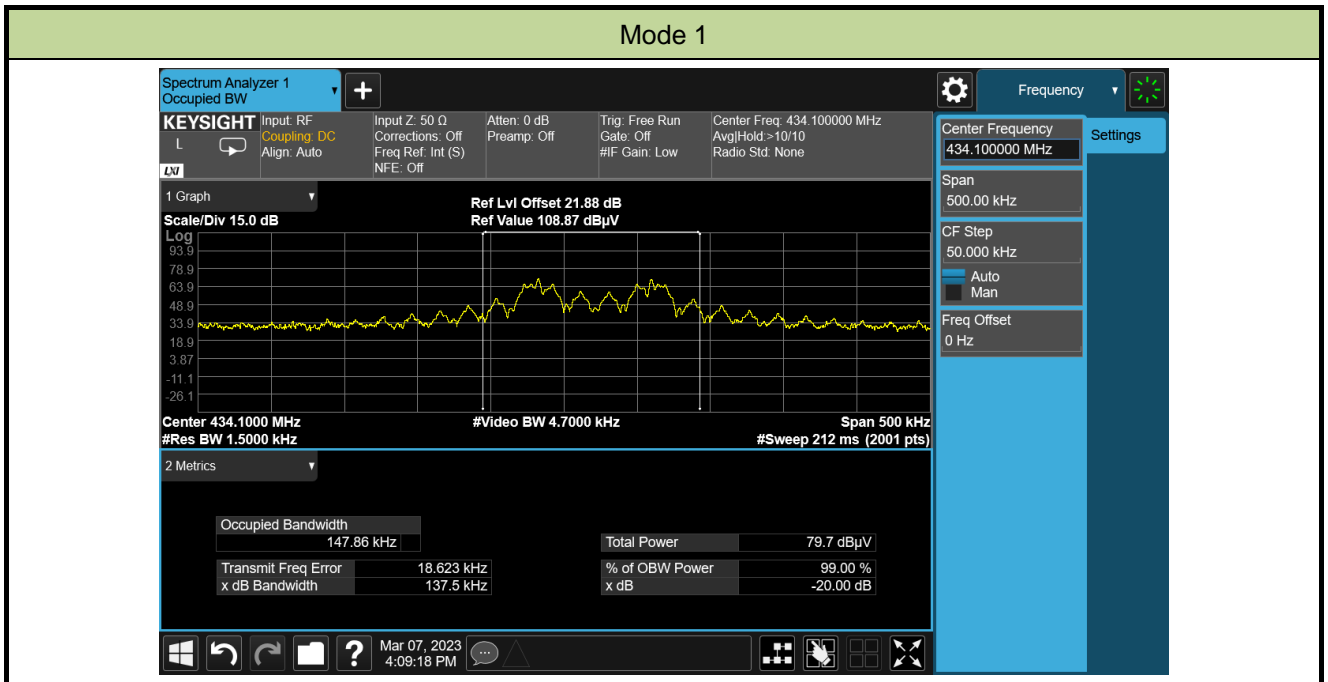 Mode 1
Spectrum Analyzer 1
Occupied BW
Frequency
KEYSIGHT
L
LXI
Input: RF
Coupling: DC
Align: Auto
Input Z: 50 Ω
Corrections: Off
Freq Ref: Int (S)
NFE: Off
Atten: 0 dB
Preamp: Off
Trig: Free Run
Gate: Off
#IF Gain: Low
Center Freq: 434.100000 MHz
Avg|Hold:>10/10
Radio Std: None
Center Frequency
434.100000 MHz
Settings
Span
500.00 kHz
CF Step
50.000 kHz
Auto
Man
Freq Offset
0 Hz
1 Graph
Scale/Div 15.0 dB
Ref Lvl Offset 21.88 dB
Ref Value 108.87 dBµV
Log
93.9
78.9
63.9
48.9
33.9
18.9
3.87
-11.1
-26.1
Center 434.1000 MHz
#Video BW 4.7000 kHz
Span 500 kHz
#Res BW 1.5000 kHz
#Sweep 212 ms (2001 pts)
2 Metrics
Occupied Bandwidth
147.86 kHz
Total Power 79.7 dBµV
Transmit Freq Error 18.623 kHz
% of OBW Power 99.00 %
x dB Bandwidth 137.5 kHz
x dB -20.00 dB
?
Mar 07, 2023
4:09:18 PM